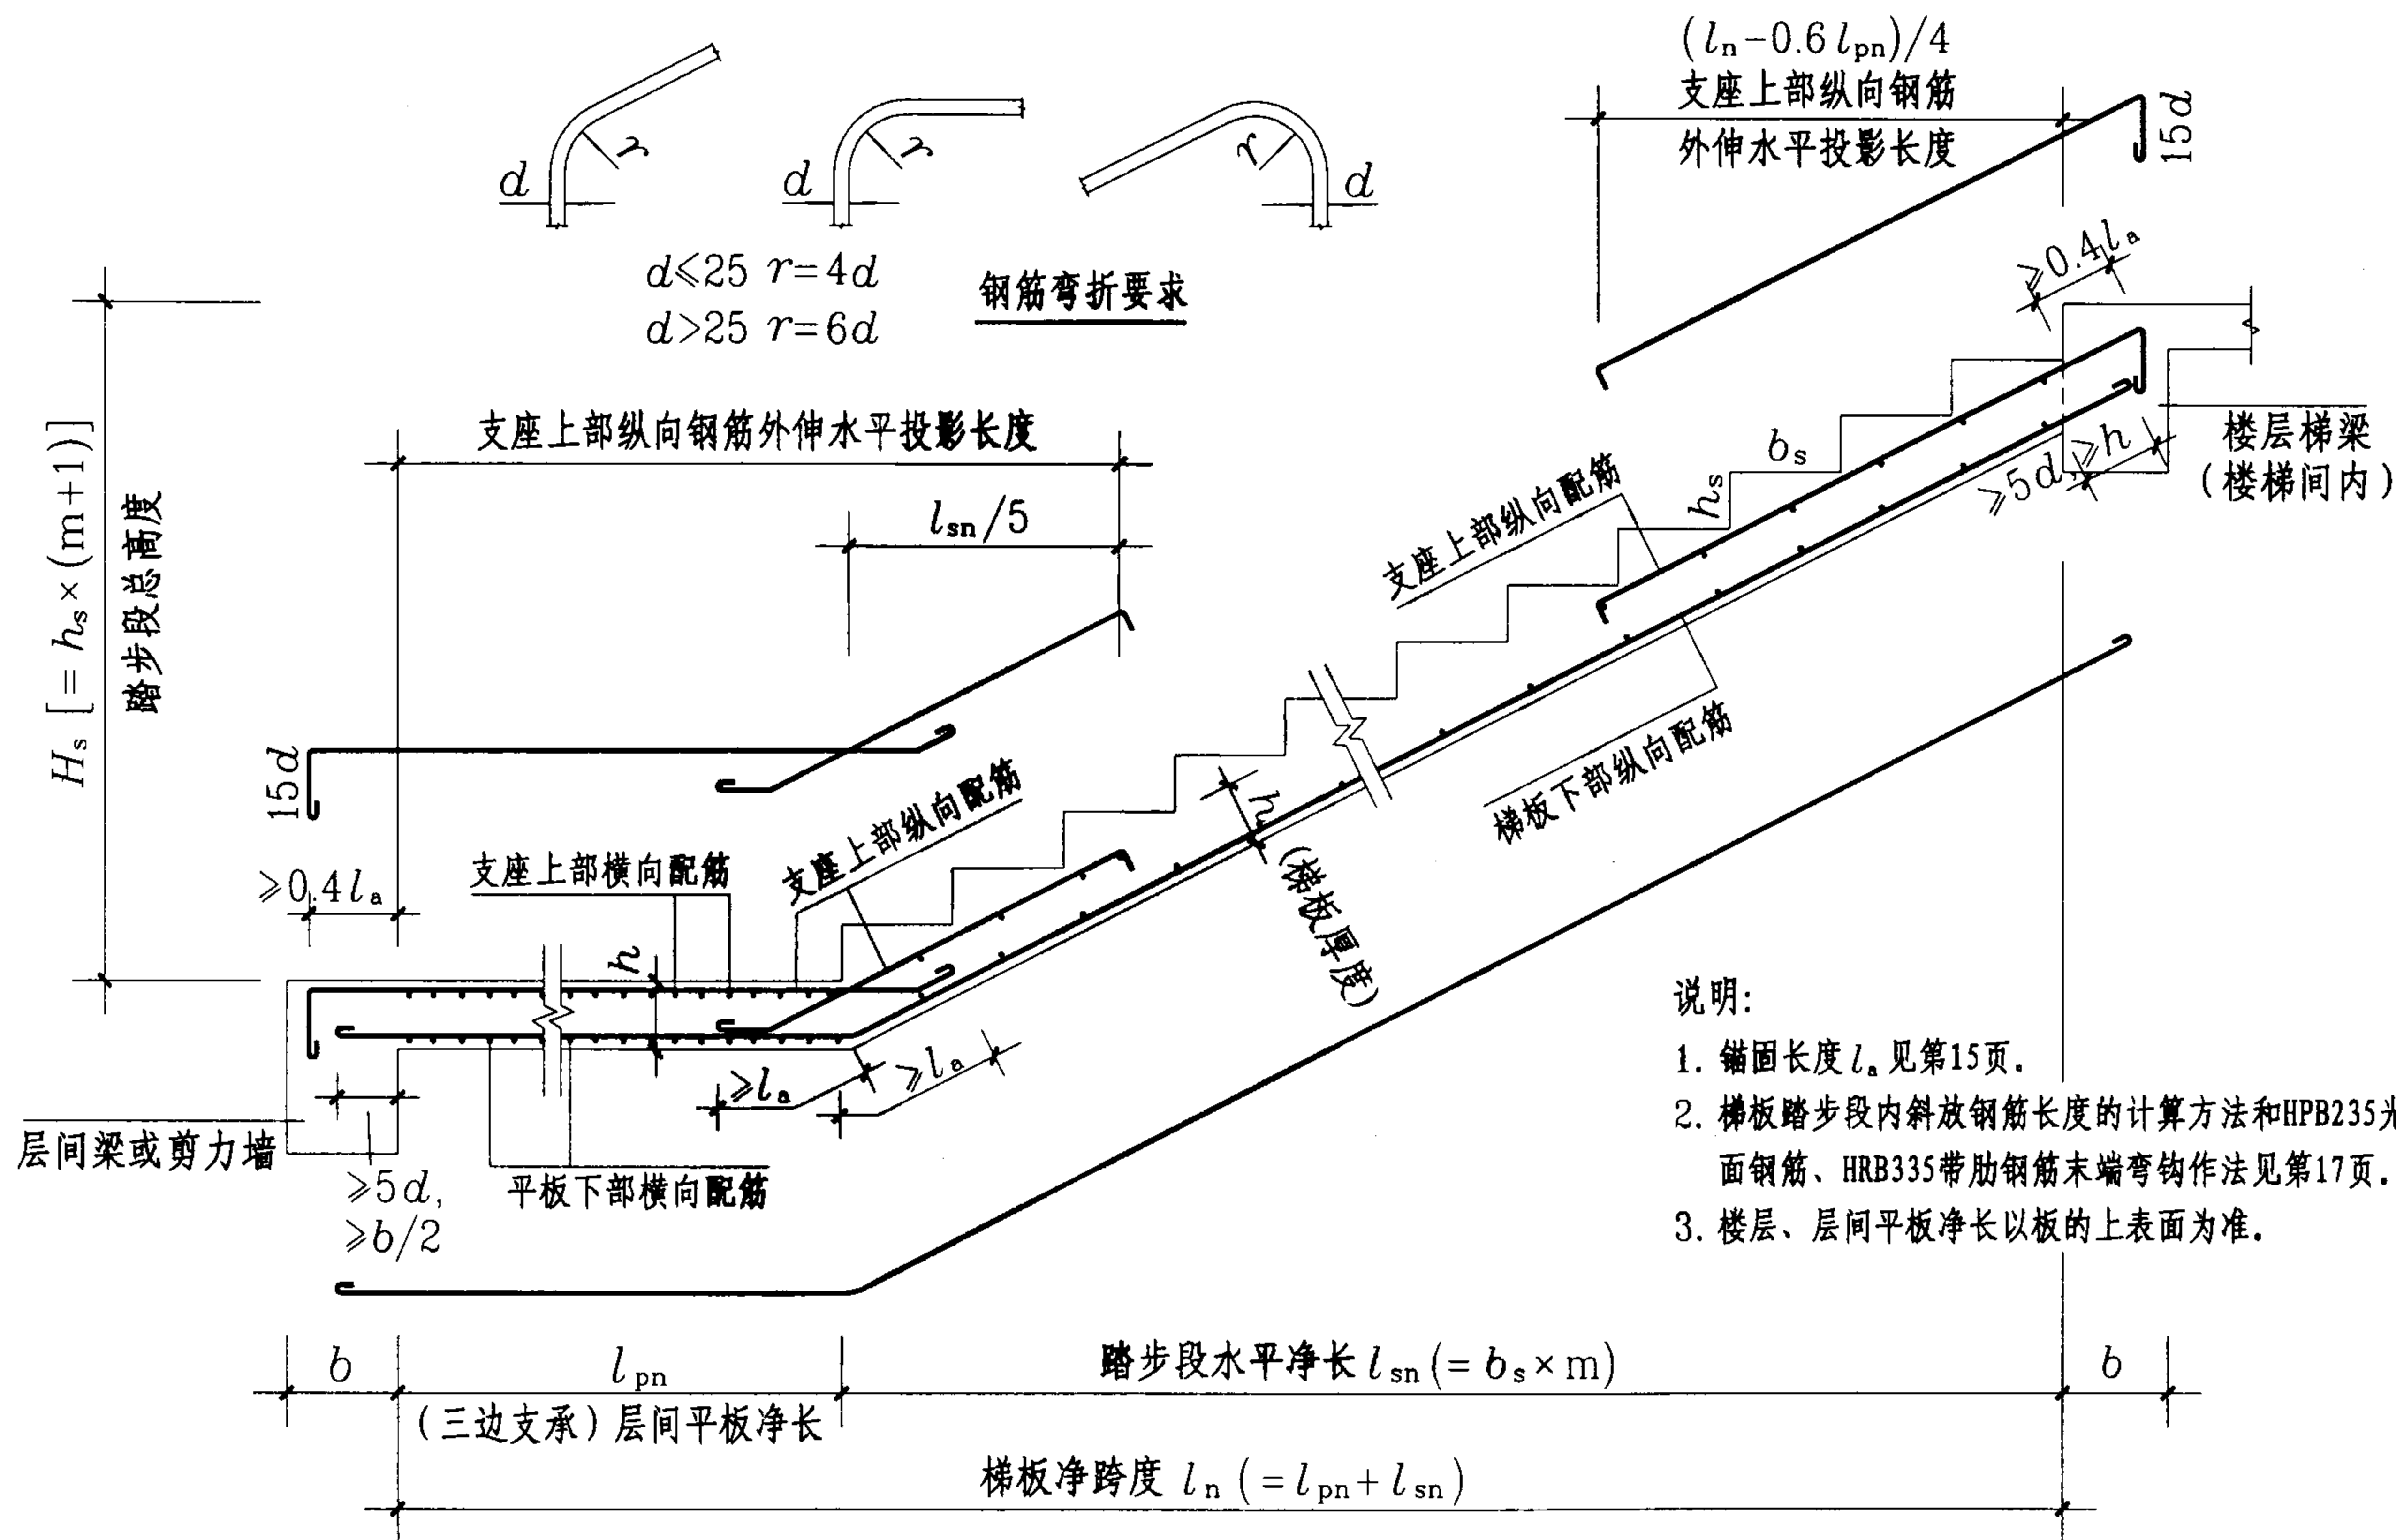 (ln-0.6lpn)/4
支座上部纵向钢筋
外伸水平投影长度
15d
r
r
r
d
d
d
d≤25 r=4d
d>25 r=6d
钢筋弯折要求
≥0.4la
Hs[=hs×(m+1)]
踏步段总高度
支座上部纵向钢筋外伸水平投影长度
lsn/5
bs
hs
楼层梯梁
(楼梯间内)
≥5d,≥h
支座上部纵向配筋
梯板下部纵向配筋
15d
支座上部纵向配筋
支座上部横向配筋
≥0.4la
h
h
(梯板厚度)
≥la
≥la
层间梁或剪力墙
≥5d,
≥b/2
平板下部横向配筋
说明:
1. 锚固长度la见第15页.
2. 梯板踏步段内斜放钢筋长度的计算方法和HPB235光
面钢筋、HRB335带肋钢筋末端弯钩作法见第17页.
3. 楼层、层间平板净长以板的上表面为准.
b
lpn
踏步段水平净长 lsn(=bs×m)
b
(三边支承)层间平板净长
梯板净跨度 ln (=lpn+lsn)